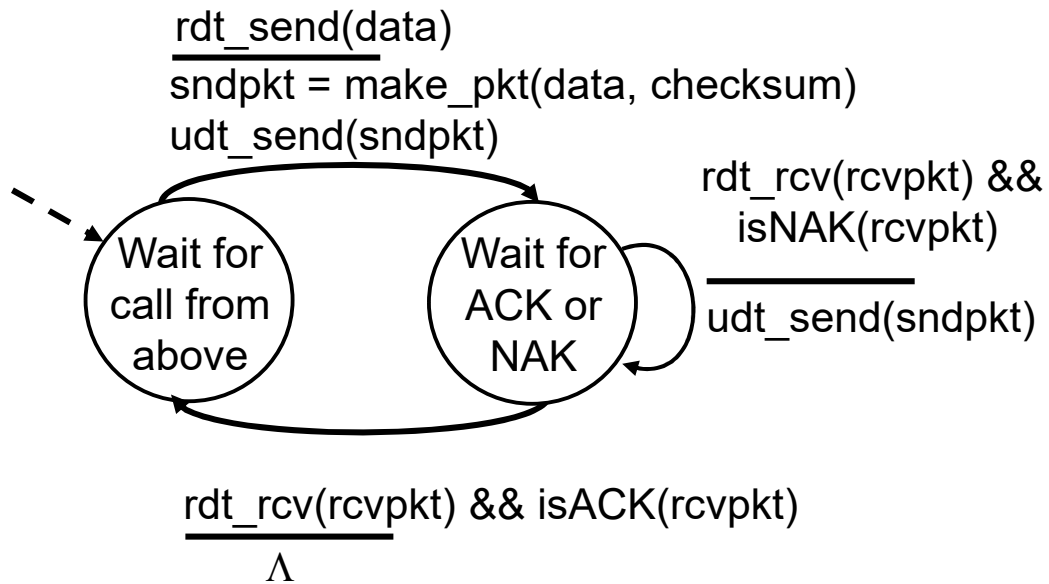 rdt_send(data)
sndpkt = make_pkt(data, checksum)
udt_send(sndpkt)
rdt_rcv(rcvpkt) &&
isNAK(rcvpkt)
udt_send(sndpkt)
Wait for
call from
above
Wait for
ACK or
NAK
rdt_rcv(rcvpkt) && isACK(rcvpkt)
Λ